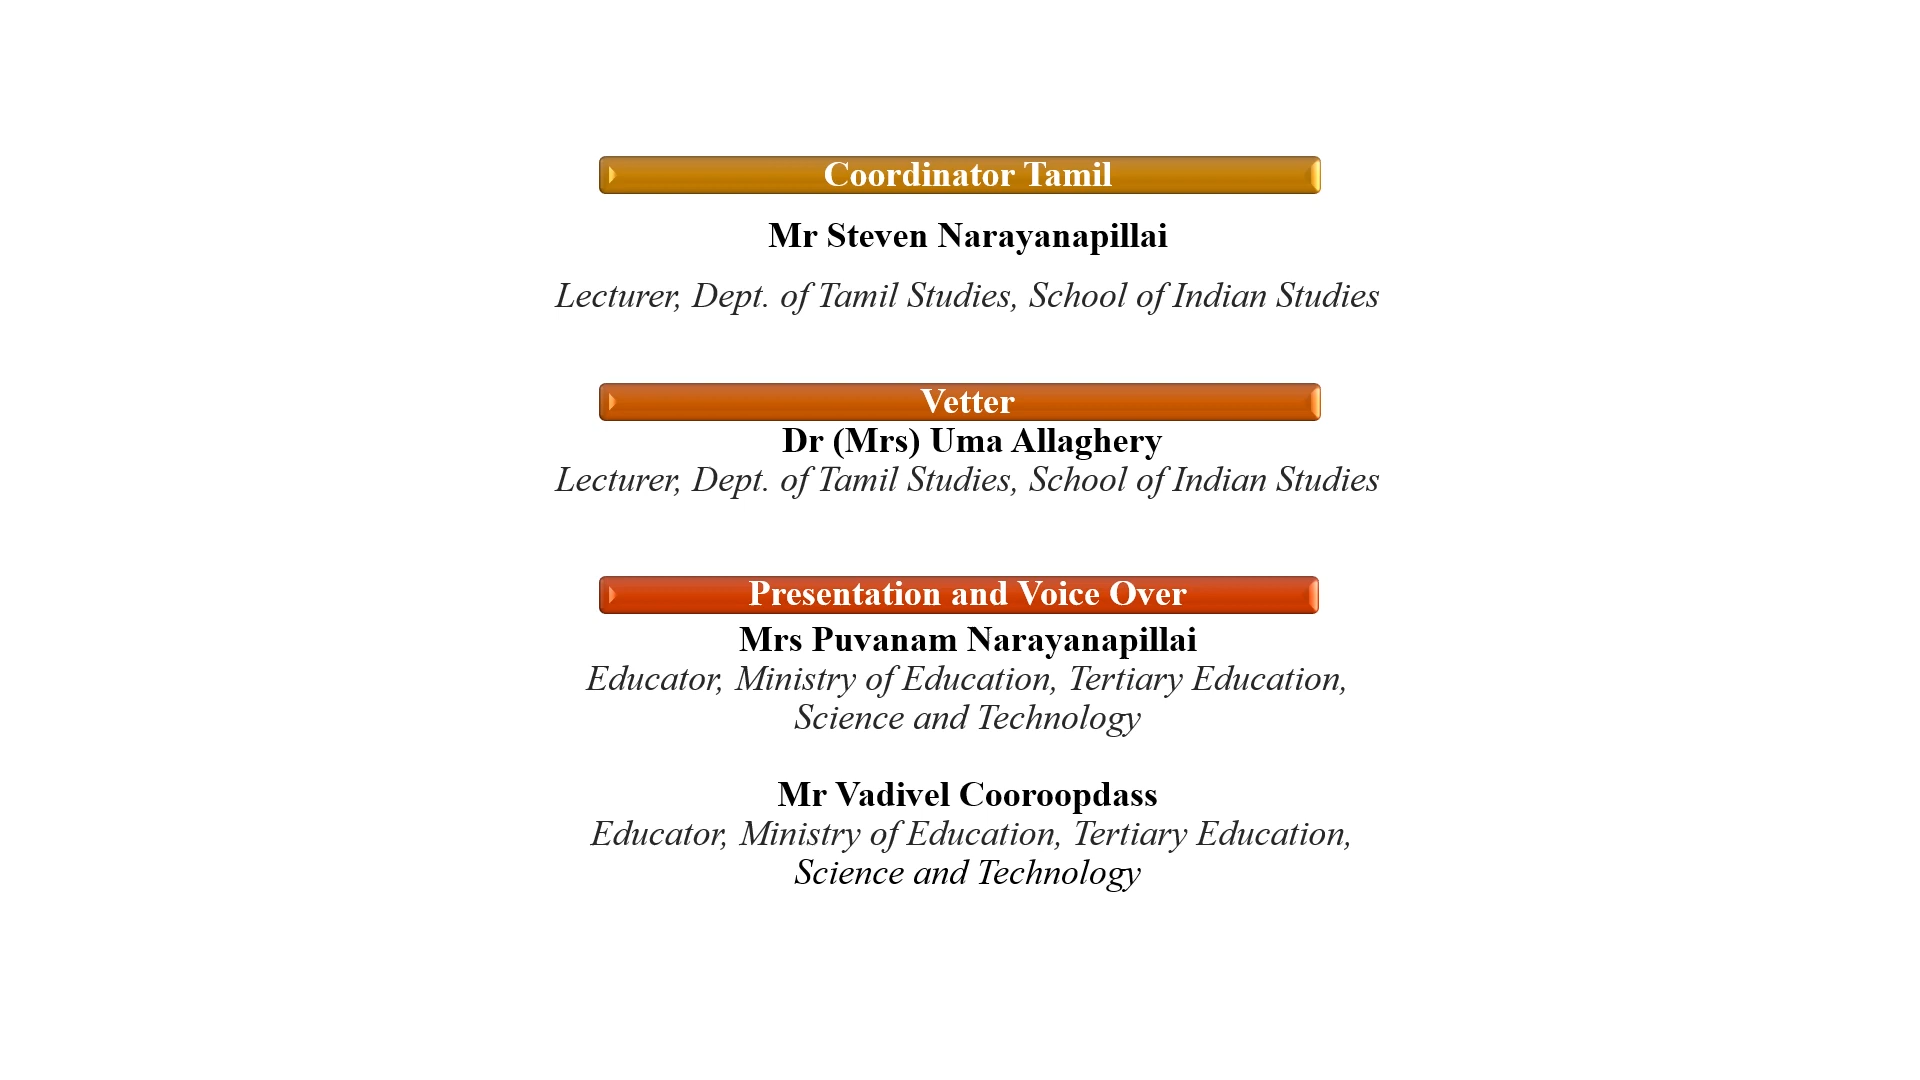 Coordinator Tamil
Mr Steven Narayanapillai
Lecturer, Dept. of Tamil Studies, School of Indian Studies
Vetter
Dr (Mrs) Uma Allaghery
Lecturer, Dept. of Tamil Studies, School of Indian Studies
Presentation and Voice Over
Mrs Puvanam Narayanapillai
Educator, Ministry of Education, Tertiary Education,
Science and Technology
Mr Vadivel Cooroopdass
Educator, Ministry of Education, Tertiary Education,
Science and Technology